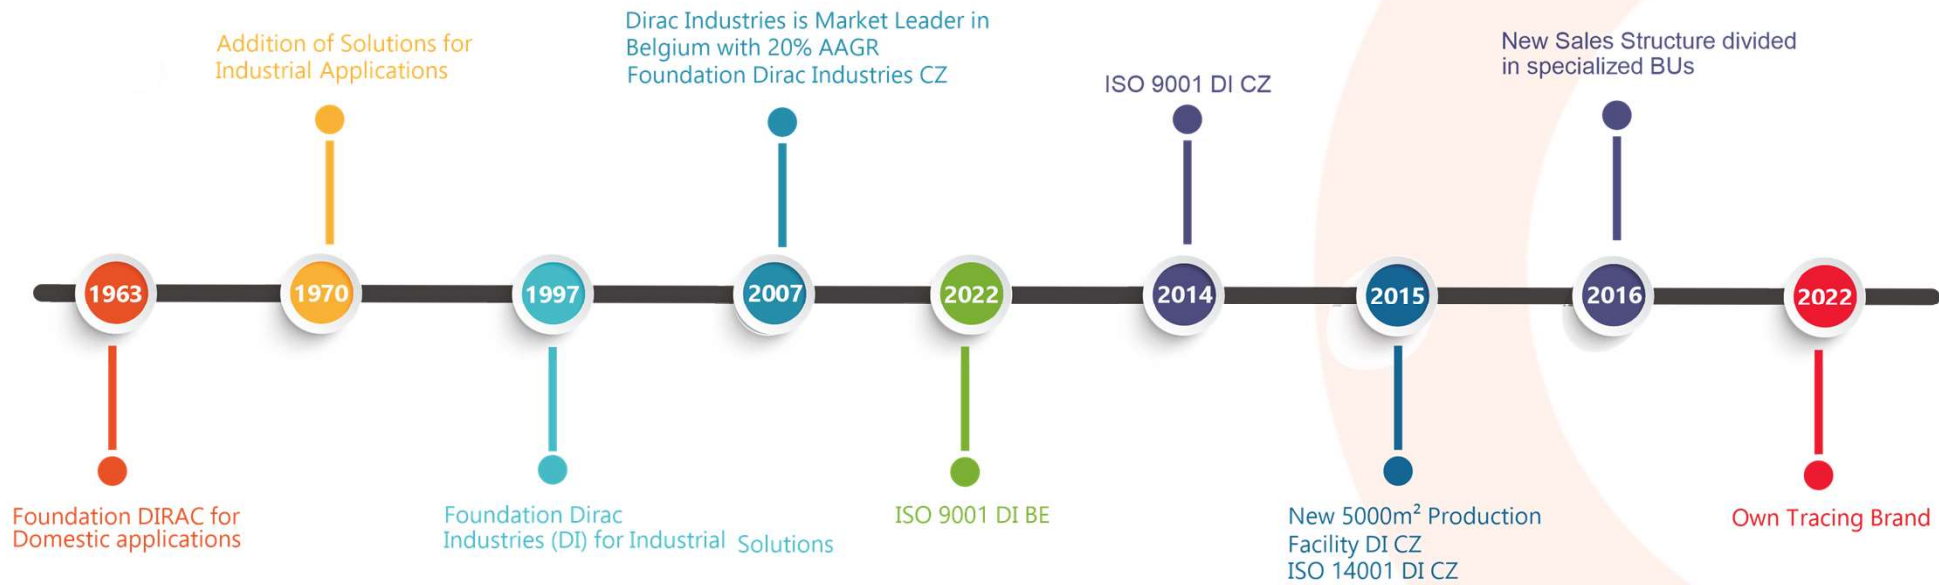 Addition of Solutions for
Industrial Applications
Dirac Industries is Market Leader in
Belgium with 20% AAGR
Foundation Dirac Industries CZ
ISO 9001 DI CZ
New Sales Structure divided
in specialized BUs
1963
1970
1997
2007
2022
2014
2015
2016
2022
Foundation DIRAC for
Domestic applications
Foundation Dirac
Industries (DI) for Industrial Solutions
ISO 9001 DI BE
New 5000m² Production
Facility DI CZ
ISO 14001 DI CZ
Own Tracing Brand